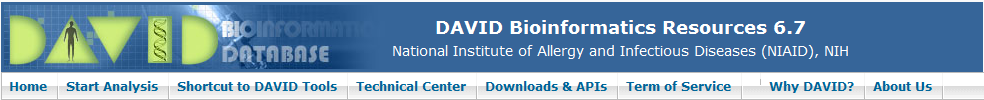 DAVID BIOINFORMATICS
DATABASE
DAVID Bioinformatics Resources 6.7
National Institute of Allergy and Infectious Diseases (NIAID), NIH
Home Start Analysis Shortcut to DAVID Tools Technical Center Downloads & APIs Term of Service Why DAVID? About Us